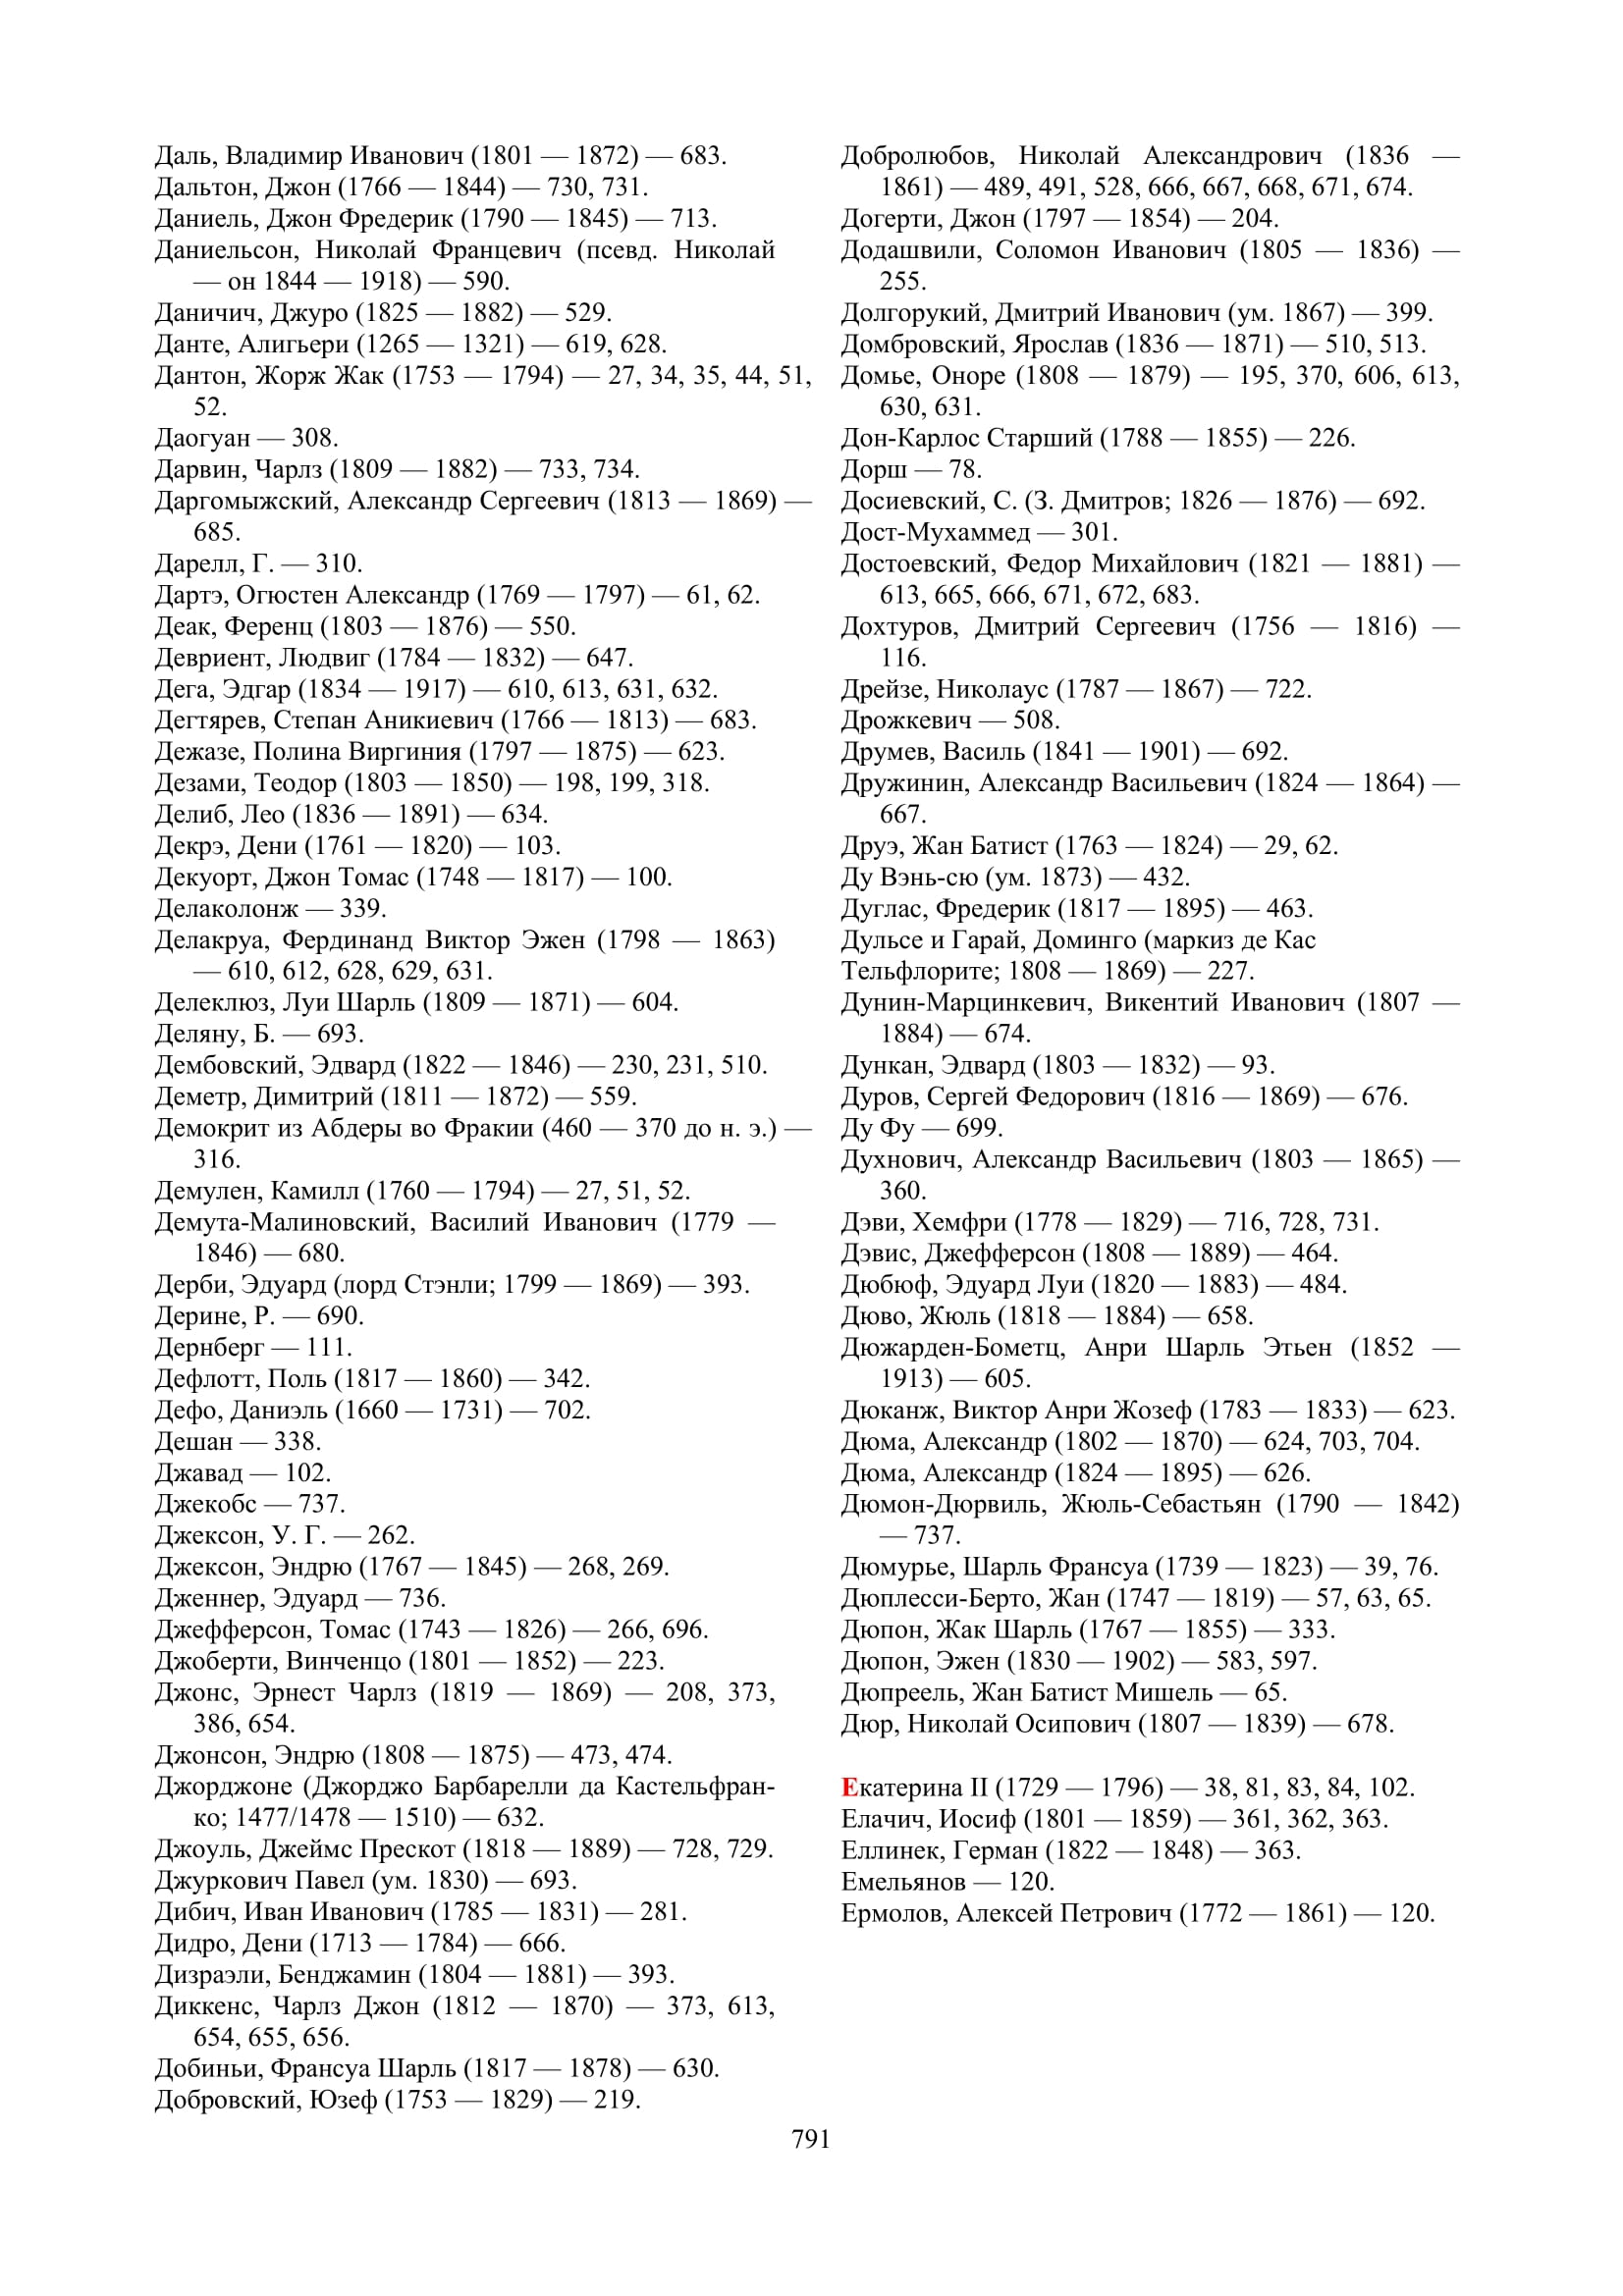 Даль, Владимир Иванович (1801 — 1872) — 683.
Дальтон, Джон (1766 — 1844) — 730, 731.
Даниель, Джон Фредерик (1790 — 1845) — 713.
Даниельсон, Николай Францевич (псевд. Николай
— он 1844 — 1918) — 590.
Даничич, Джуро (1825 — 1882) — 529.
Данте, Алигьери (1265 — 1321) — 619, 628.
Дантон, Жорж Жак (1753 — 1794) — 27, 34, 35, 44, 51,
52.
Даогуан — 308.
Дарвин, Чарлз (1809 — 1882) — 733, 734.
Даргомыжский, Александр Сергеевич (1813 — 1869) —
685.
Дарелл, Г. — 310.
Дартэ, Огюстен Александр (1769 — 1797) — 61, 62.
Деак, Ференц (1803 — 1876) — 550.
Девриент, Людвиг (1784 — 1832) — 647.
Дега, Эдгар (1834 — 1917) — 610, 613, 631, 632.
Дегтярев, Степан Аникиевич (1766 — 1813) — 683.
Дежазе, Полина Виргиния (1797 — 1875) — 623.
Дезами, Теодор (1803 — 1850) — 198, 199, 318.
Делиб, Лео (1836 — 1891) — 634.
Декрэ, Дени (1761 — 1820) — 103.
Декуорт, Джон Томас (1748 — 1817) — 100.
Делаколонж — 339.
Делакруа, Фердинанд Виктор Эжен (1798 — 1863)
— 610, 612, 628, 629, 631.
Делеклюз, Луи Шарль (1809 — 1871) — 604.
Деляну, Б. — 693.
Дембовский, Эдвард (1822 — 1846) — 230, 231, 510.
Деметр, Димитрий (1811 — 1872) — 559.
Демокрит из Абдеры во Фракии (460 — 370 до н. э.) —
316.
Демулен, Камилл (1760 — 1794) — 27, 51, 52.
Демута-Малиновский, Василий Иванович (1779 —
1846) — 680.
Дерби, Эдуард (лорд Стэнли; 1799 — 1869) — 393.
Дерине, Р. — 690.
Дернберг — 111.
Дефлотт, Поль (1817 — 1860) — 342.
Дефо, Даниэль (1660 — 1731) — 702.
Дешан — 338.
Джавад — 102.
Джекобс — 737.
Джексон, У. Г. — 262.
Джексон, Эндрю (1767 — 1845) — 268, 269.
Дженнер, Эдуард — 736.
Джефферсон, Томас (1743 — 1826) — 266, 696.
Джоберти, Винченцо (1801 — 1852) — 223.
Джонс, Эрнест Чарлз (1819 — 1869) — 208, 373,
386, 654.
Джонсон, Эндрю (1808 — 1875) — 473, 474.
Джорджоне (Джорджо Барбарелли да Кастельфран-
ко; 1477/1478 — 1510) — 632.
Джоуль, Джеймс Прескот (1818 — 1889) — 728, 729.
Джуркович Павел (ум. 1830) — 693.
Дибич, Иван Иванович (1785 — 1831) — 281.
Дидро, Дени (1713 — 1784) — 666.
Дизраэли, Бенджамин (1804 — 1881) — 393.
Диккенс, Чарлз Джон (1812 — 1870) — 373, 613,
654, 655, 656.
Добиньи, Франсуа Шарль (1817 — 1878) — 630.
Добровский, Юзеф (1753 — 1829) — 219.
Добролюбов, Николай Александрович (1836 —
1861) — 489, 491, 528, 666, 667, 668, 671, 674.
Догерти, Джон (1797 — 1854) — 204.
Додашвили, Соломон Иванович (1805 — 1836) —
255.
Долгорукий, Дмитрий Иванович (ум. 1867) — 399.
Домбровский, Ярослав (1836 — 1871) — 510, 513.
Домье, Оноре (1808 — 1879) — 195, 370, 606, 613,
630, 631.
Дон-Карлос Старший (1788 — 1855) — 226.
Дорш — 78.
Досиевский, С. (З. Дмитров; 1826 — 1876) — 692.
Дост-Мухаммед — 301.
Достоевский, Федор Михайлович (1821 — 1881) —
613, 665, 666, 671, 672, 683.
Дохтуров, Дмитрий Сергеевич (1756 — 1816) —
116.
Дрейзе, Николаус (1787 — 1867) — 722.
Дрожкевич — 508.
Друмев, Василь (1841 — 1901) — 692.
Дружинин, Александр Васильевич (1824 — 1864) —
667.
Друэ, Жан Батист (1763 — 1824) — 29, 62.
Ду Вэнь-сю (ум. 1873) — 432.
Дуглас, Фредерик (1817 — 1895) — 463.
Дульсе и Гарай, Доминго (маркиз де Кас
Тельфлорите; 1808 — 1869) — 227.
Дунин-Марцинкевич, Викентий Иванович (1807 —
1884) — 674.
Дункан, Эдвард (1803 — 1832) — 93.
Дуров, Сергей Федорович (1816 — 1869) — 676.
Ду Фу — 699.
Духнович, Александр Васильевич (1803 — 1865) —
360.
Дэви, Хемфри (1778 — 1829) — 716, 728, 731.
Дэвис, Джефферсон (1808 — 1889) — 464.
Дюбюф, Эдуард Луи (1820 — 1883) — 484.
Дюво, Жюль (1818 — 1884) — 658.
Дюжарден-Бометц, Анри Шарль Этьен (1852 —
1913) — 605.
Дюканж, Виктор Анри Жозеф (1783 — 1833) — 623.
Дюма, Александр (1802 — 1870) — 624, 703, 704.
Дюма, Александр (1824 — 1895) — 626.
Дюмон-Дюрвиль, Жюль-Себастьян (1790 — 1842)
— 737.
Дюмурье, Шарль Франсуа (1739 — 1823) — 39, 76.
Дюплесси-Берто, Жан (1747 — 1819) — 57, 63, 65.
Дюпон, Жак Шарль (1767 — 1855) — 333.
Дюпон, Эжен (1830 — 1902) — 583, 597.
Дюпреель, Жан Батист Мишель — 65.
Дюр, Николай Осипович (1807 — 1839) — 678.
Екатерина II (1729 — 1796) — 38, 81, 83, 84, 102.
Елачич, Иосиф (1801 — 1859) — 361, 362, 363.
Еллинек, Герман (1822 — 1848) — 363.
Емельянов — 120.
Ермолов, Алексей Петрович (1772 — 1861) — 120.
791